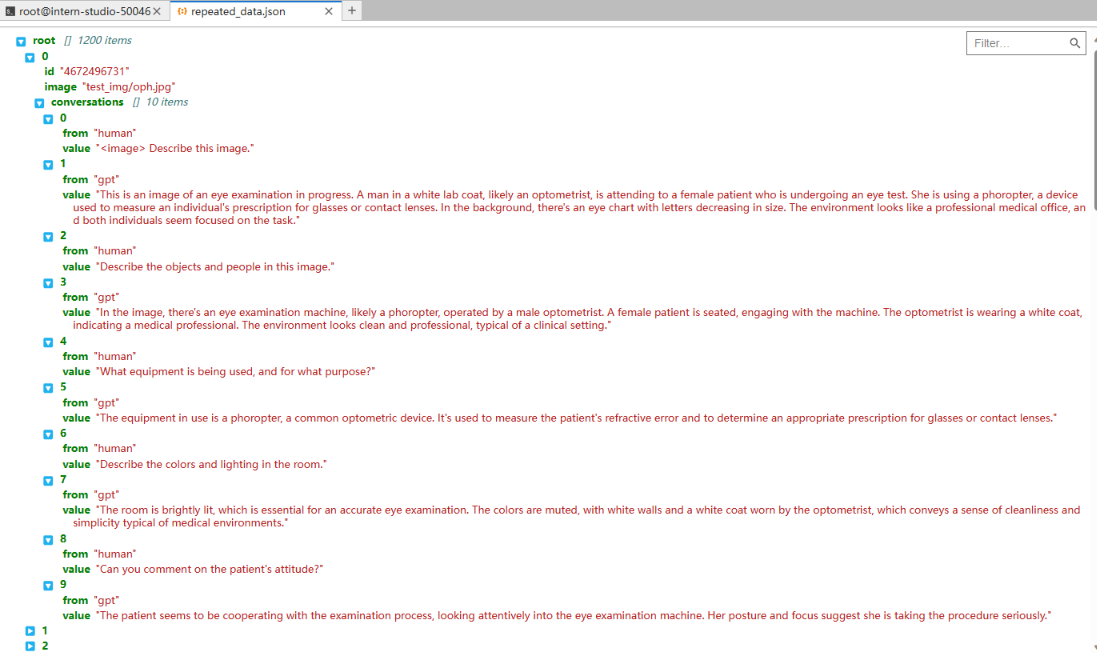 root@intern-studio-50046 repeated_data.json
root [] 1200 items
Filter...
0
id "4672496731"
image "test_img/oph.jpg"
conversations [] 10 items
0
from "human"
value "<image> Describe this image."
1
from "gpt"
value "This is an image of an eye examination in progress. A man in a white lab coat, likely an optometrist, is attending to a female patient who is undergoing an eye test. She is using a phoropter, a device
used to measure an individual's prescription for glasses or contact lenses. In the background, there's an eye chart with letters decreasing in size. The environment looks like a professional medical office, an
d both individuals seem focused on the task."
2
from "human"
value "Describe the objects and people in this image."
3
from "gpt"
value "In the image, there's an eye examination machine, likely a phoropter, operated by a male optometrist. A female patient is seated, engaging with the machine. The optometrist is wearing a white coat,
indicating a medical professional. The environment looks clean and professional, typical of a clinical setting."
4
from "human"
value "What equipment is being used, and for what purpose?"
5
from "gpt"
value "The equipment in use is a phoropter, a common optometric device. It's used to measure the patient's refractive error and to determine an appropriate prescription for glasses or contact lenses."
6
from "human"
value "Describe the colors and lighting in the room."
7
from "gpt"
value "The room is brightly lit, which is essential for an accurate eye examination. The colors are muted, with white walls and a white coat worn by the optometrist, which conveys a sense of cleanliness and
simplicity typical of medical environments."
8
from "human"
value "Can you comment on the patient's attitude?"
9
from "gpt"
value "The patient seems to be cooperating with the examination process, looking attentively into the eye examination machine. Her posture and focus suggest she is taking the procedure seriously."
1
2